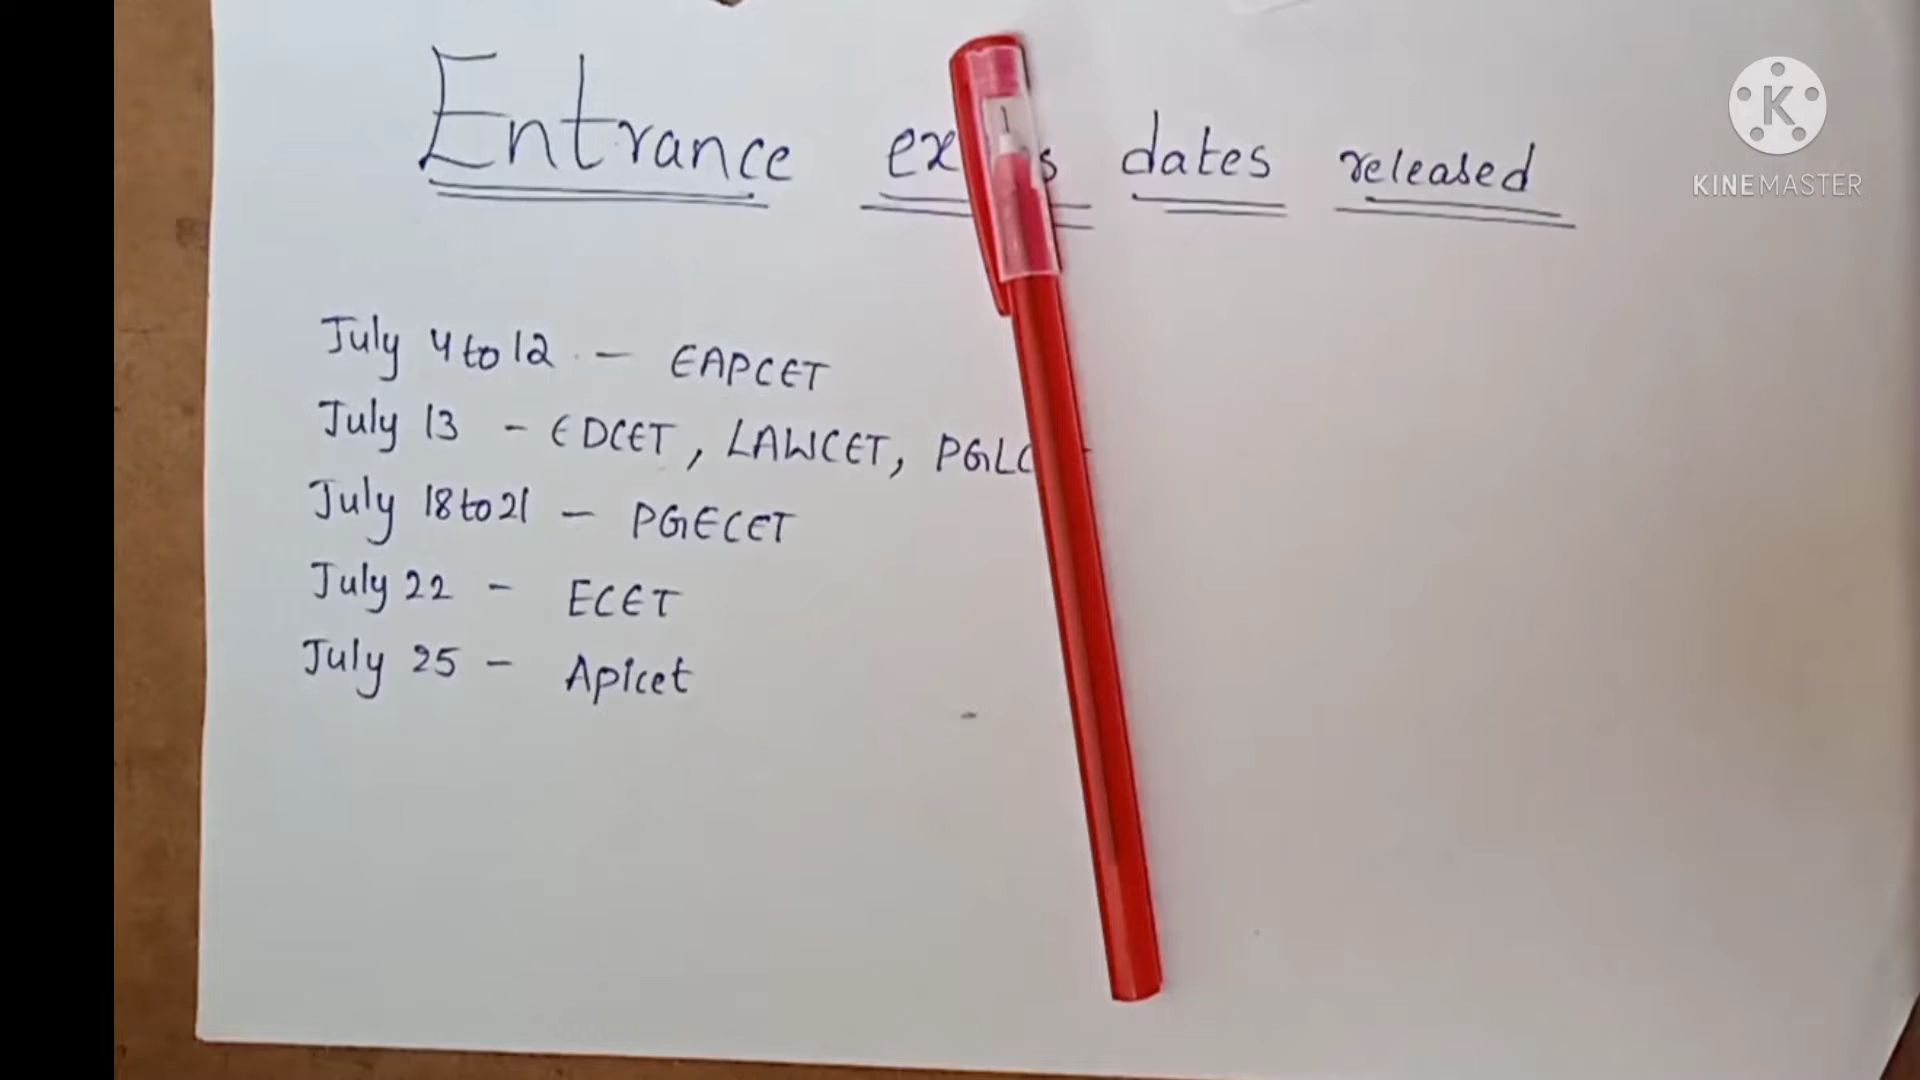 Entrance dates released
July 4 to 12 - EAPCET
July 13 - EDCET, LAWCET,
July 18 to 21 - PGECET
July 22 - ECET
July 25 - Apicet
K
KINEMASTER